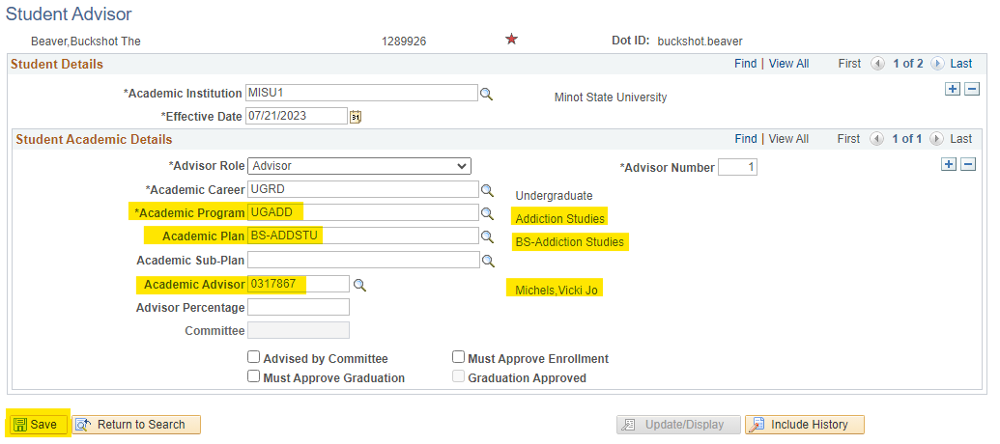 Student Advisor
Beaver,Buckshot The 1289926 Dot ID: buckshot.beaver
Student Details Find | View All First 1 of 2 Last
*Academic Institution MISU1 Minot State University
*Effective Date 07/21/2023 31
Student Academic Details Find | View All First 1 of 1 Last
*Advisor Role Advisor *Advisor Number 1
*Academic Career UGRD Undergraduate
*Academic Program UGADD Addiction Studies
Academic Plan BS-ADDSTU BS-Addiction Studies
Academic Sub-Plan
Academic Advisor 0317867 Michels,Vicki Jo
Advisor Percentage
Committee
Advised by Committee Must Approve Enrollment
Must Approve Graduation Graduation Approved
Save Return to Search Update/Display Include History